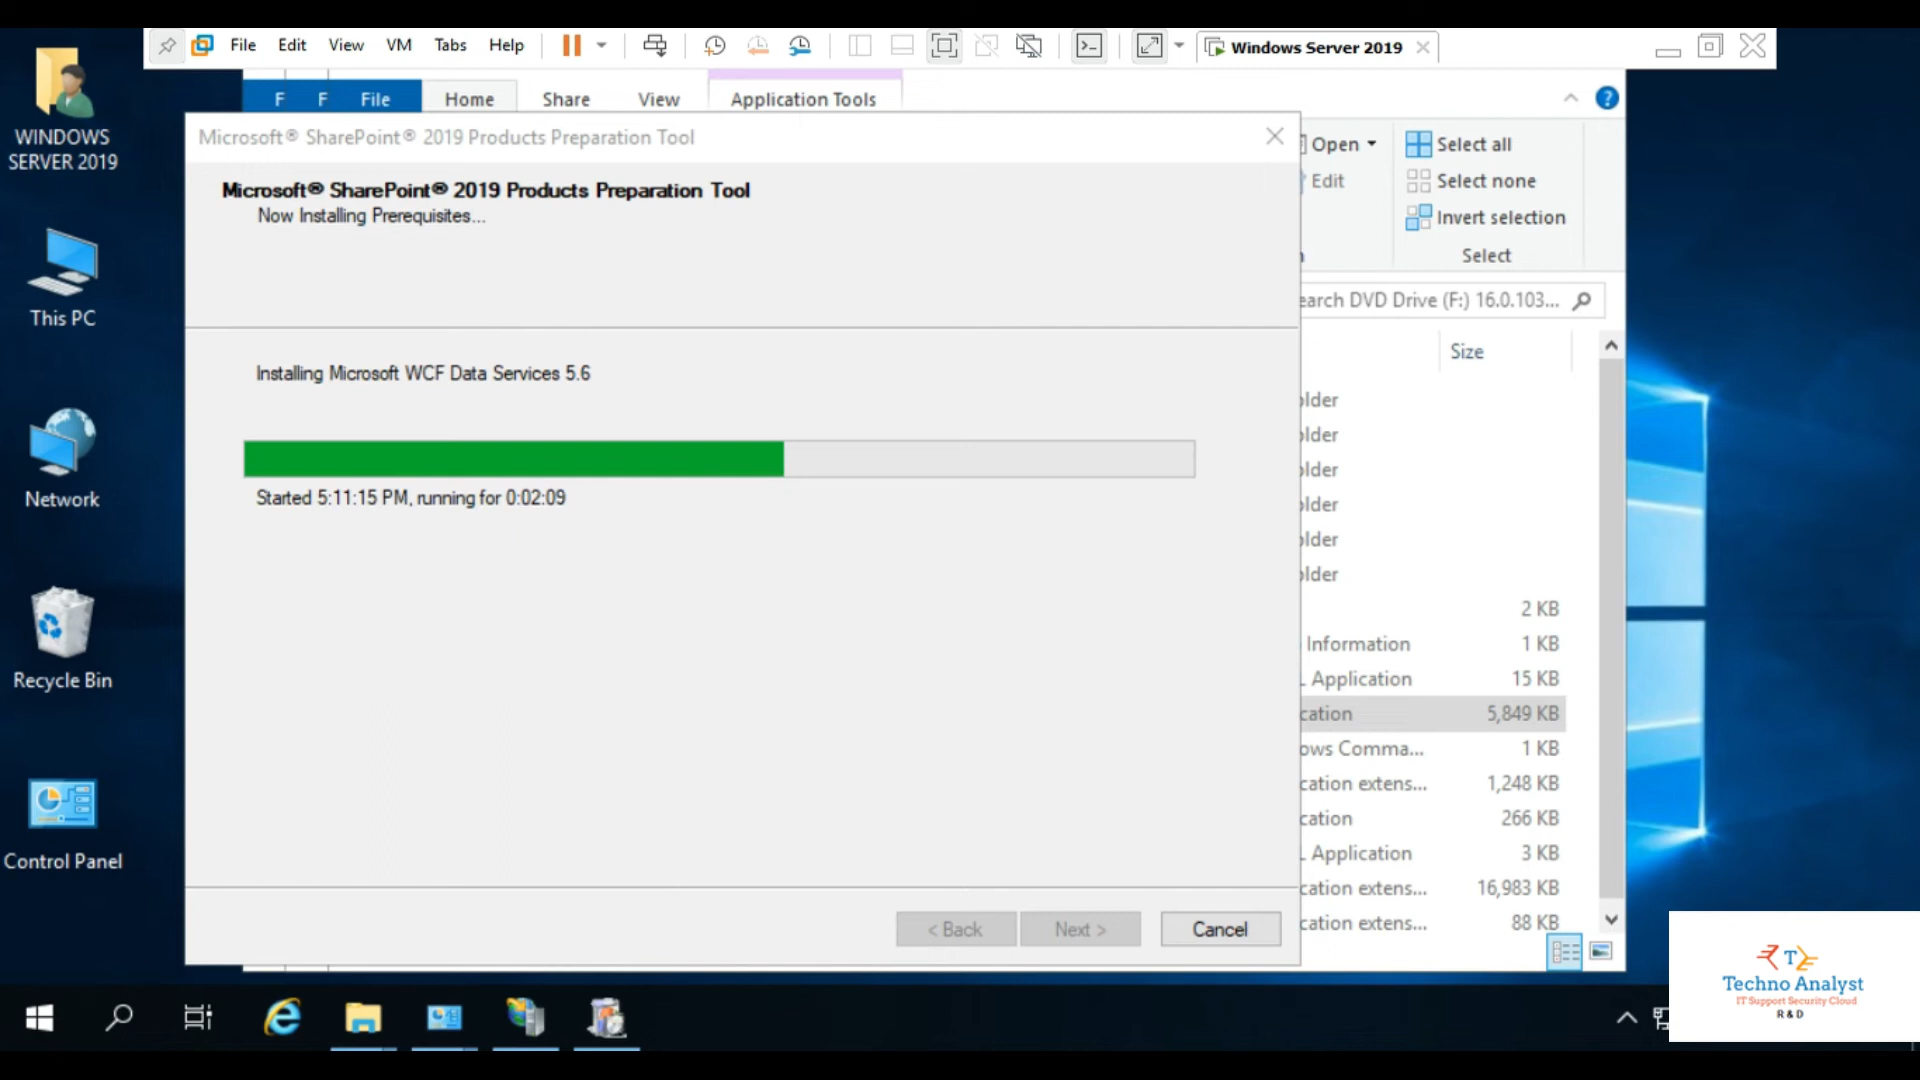 File Edit View VM Tabs Help
Windows Server 2019
F F File Home Share View Application Tools
WINDOWS
SERVER 2019
This PC
Network
Recycle Bin
Control Panel
Microsoft® SharePoint® 2019 Products Preparation Tool
Microsoft® SharePoint® 2019 Products Preparation Tool
Now Installing Prerequisites...
Installing Microsoft WCF Data Services 5.6
Started 5:11:15 PM, running for 0:02:09
< Back Next > Cancel
Open Select all
Edit Select none
Invert selection
Select
earch DVD Drive (F:) 16.0.103...
Size
older
older
older
older
older
older
2 KB
Information 1 KB
Application 15 KB
cation 5,849 KB
ows Comma... 1 KB
cation extens... 1,248 KB
cation 266 KB
Application 3 KB
cation extens... 16,983 KB
cation extens... 88 KB
Techno Analyst
IT Support Security Cloud
R & D